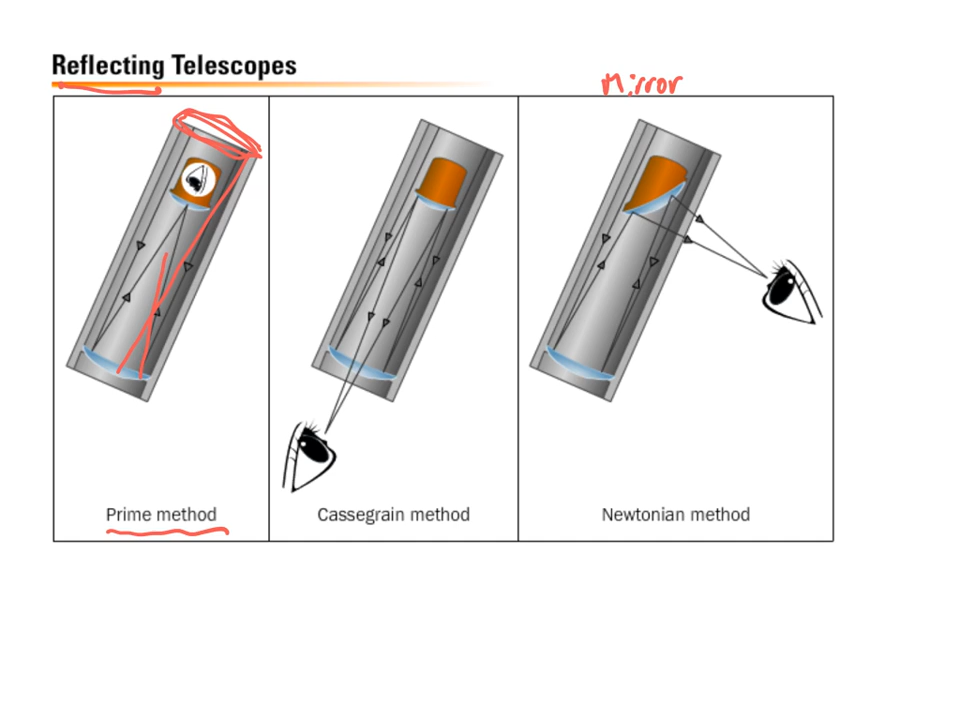 Reflecting Telescopes
Mirror
Prime method
Cassegrain method
Newtonian method